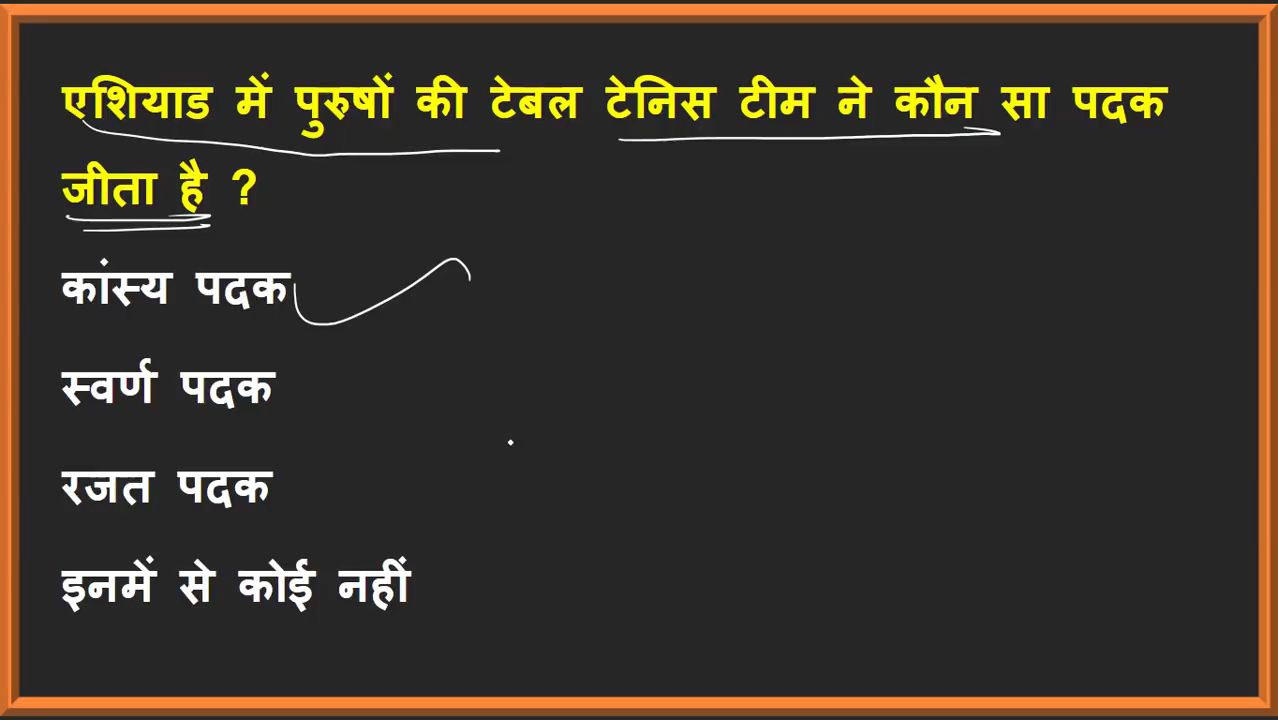 एशियाड में पुरुषों की टेबल टेनिस टीम ने कौन सा पदक
जीता है ?
कांस्य पदक
स्वर्ण पदक
रजत पदक
इनमें से कोई नहीं